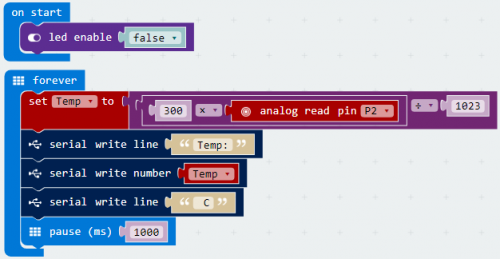 on start
led enable false
forever
set Temp to 300 × analog read pin P2 ÷ 1023
serial write line “ Temp: ”
serial write number Temp
serial write line “ C ”
pause (ms) 1000